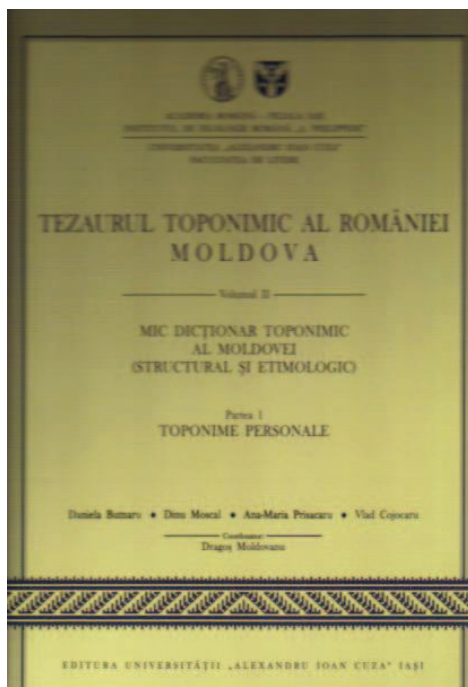 ACADEMIA ROMÂNĂ – FILIALA IAȘI
INSTITUTUL DE FILOLOGIE ROMÂNĂ „A. PHILIPPIDE”
UNIVERSITATEA „ALEXANDRU IOAN CUZA”
FACULTATEA DE LITERE
TEZAURUL TOPONIMIC AL ROMÂNIEI
MOLDOVA
Volumul II
MIC DICȚIONAR TOPONIMIC
AL MOLDOVEI
(STRUCTURAL ȘI ETIMOLOGIC)
Partea 1
TOPONIME PERSONALE
Daniela Butnaru ♦ Dinu Moscal ♦ Ana-Maria Prisacaru ♦ Vlad Cojocaru
Coordonator:
Dragoș Moldovanu
EDITURA UNIVERSITĂȚII „ALEXANDRU IOAN CUZA” IAȘI